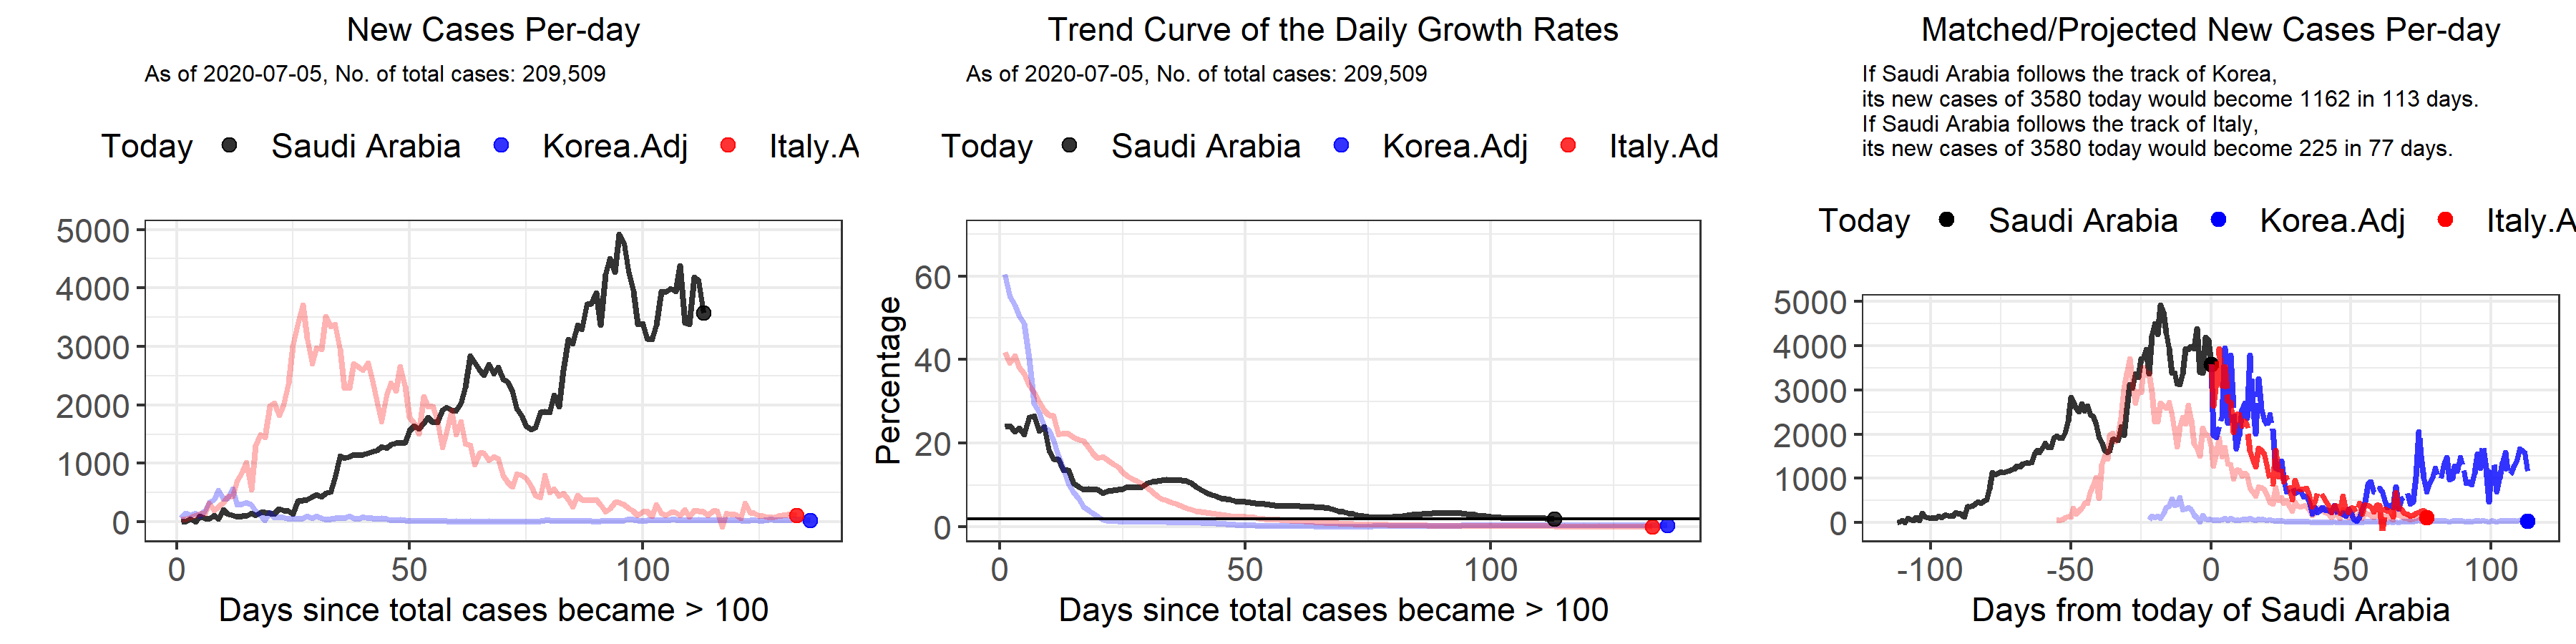 New Cases Per-day
As of 2020-07-05, No. of total cases: 209,509
Today Saudi Arabia Korea.Adj Italy.A
5000
4000
3000
2000
1000
0
0 50 100
Days since total cases became > 100
Trend Curve of the Daily Growth Rates
As of 2020-07-05, No. of total cases: 209,509
Today Saudi Arabia Korea.Adj Italy.Ad
Percentage
60
40
20
0
0 50 100
Days since total cases became > 100
Matched/Projected New Cases Per-day
If Saudi Arabia follows the track of Korea,
its new cases of 3580 today would become 1162 in 113 days.
If Saudi Arabia follows the track of Italy,
its new cases of 3580 today would become 225 in 77 days.
Today Saudi Arabia Korea.Adj Italy.A
5000
4000
3000
2000
1000
0
-100 -50 0 50 100
Days from today of Saudi Arabia